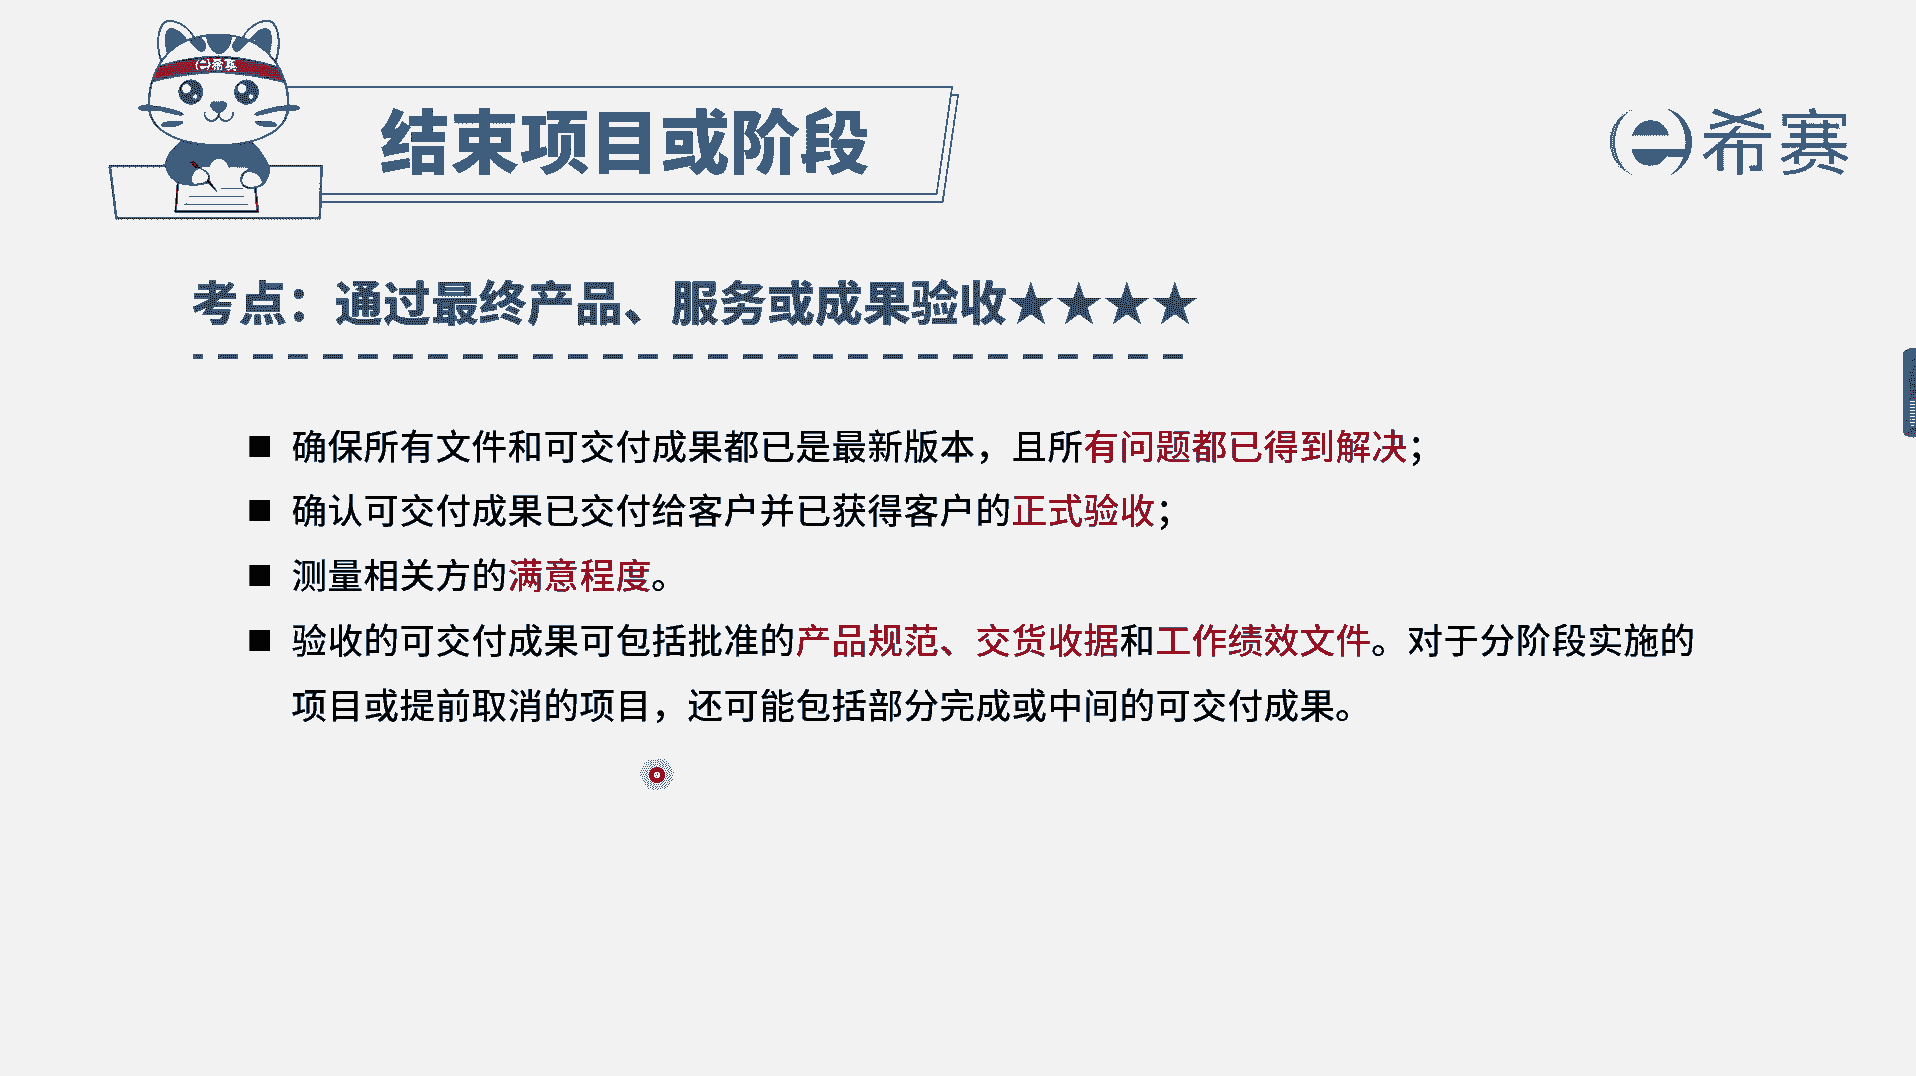 希赛
结束项目或阶段
希赛
考点：通过最终产品、服务或成果验收★★★★
■ 确保所有文件和可交付成果都已是最新版本，且所有问题都已得到解决；
■ 确认可交付成果已交付给客户并已获得客户的正式验收；
■ 测量相关方的满意程度。
■ 验收的可交付成果可包括批准的产品规范、交货收据和工作绩效文件。对于分阶段实施的
项目或提前取消的项目，还可能包括部分完成或中间的可交付成果。